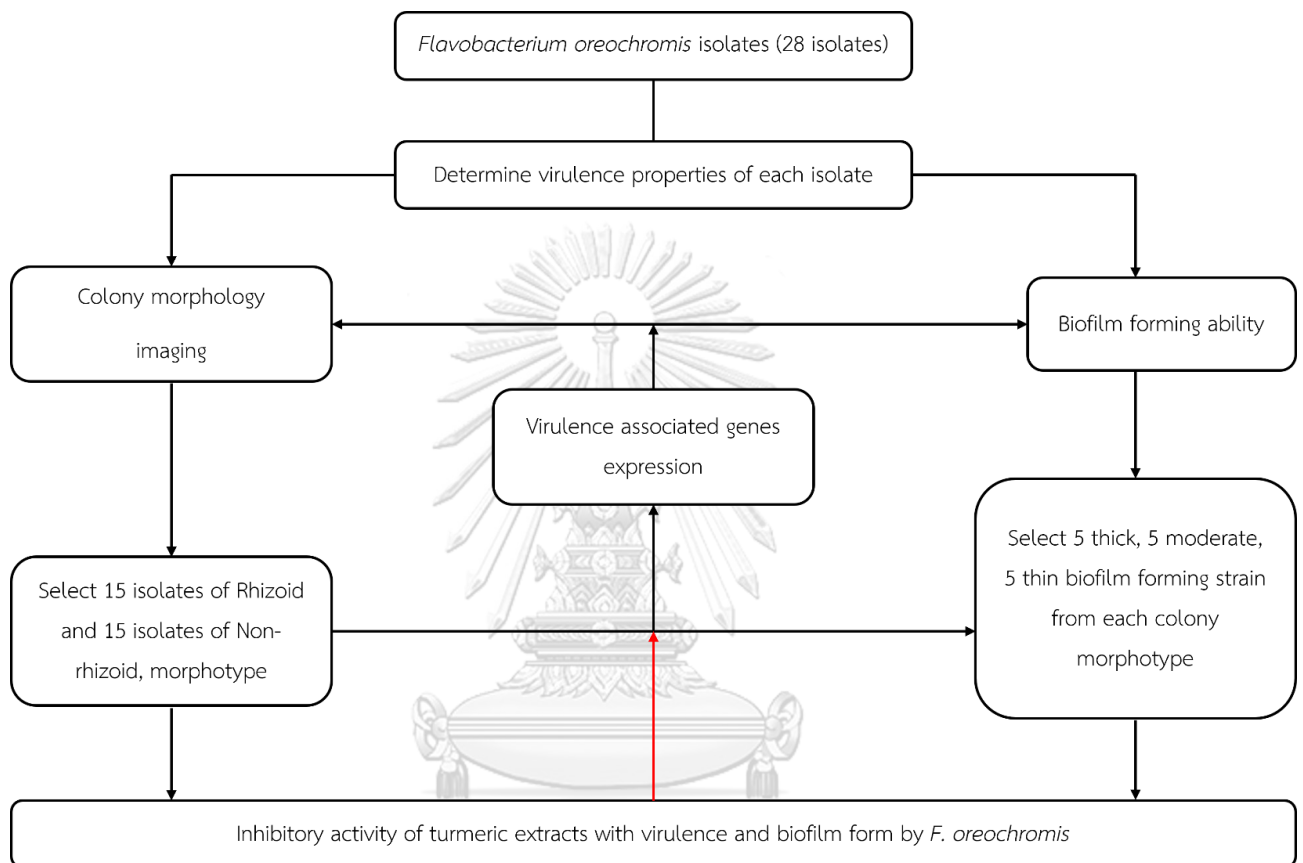 Flavobacterium oreochromis isolates (28 isolates)
Determine virulence properties of each isolate
Colony morphology
imaging
Biofilm forming ability
Virulence associated genes
expression
Select 15 isolates of Rhizoid
and 15 isolates of Non-
rhizoid, morphotype
Select 5 thick, 5 moderate,
5 thin biofilm forming strain
from each colony
morphotype
Inhibitory activity of turmeric extracts with virulence and biofilm form by F. oreochromis